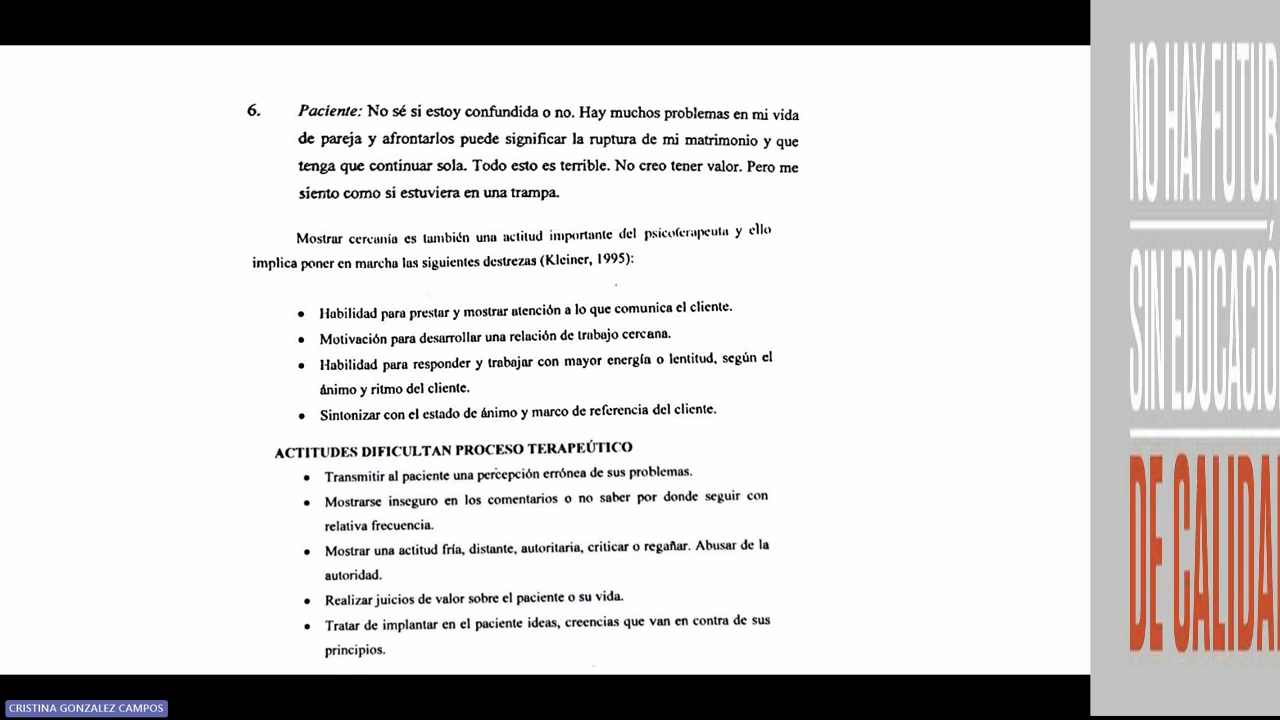 6. Paciente: No sé si estoy confundida o no. Hay muchos problemas en mi vida
de pareja y afrontarlos puede significar la ruptura de mi matrimonio y que
tenga que continuar sola. Todo esto es terrible. No creo tener valor. Pero me
siento como si estuviera en una trampa.
Mostrar cercanía es también una actitud importante del psicoterapeuta y ello
implica poner en marcha las siguientes destrezas (Kleiner, 1995):
• Habilidad para prestar y mostrar atención a lo que comunica el cliente.
• Motivación para desarrollar una relación de trabajo cercana.
• Habilidad para responder y trabajar con mayor energía o lentitud, según el
ánimo y ritmo del cliente.
• Sintonizar con el estado de ánimo y marco de referencia del cliente.
ACTITUDES DIFICULTAN PROCESO TERAPEÚTICO
• Transmitir al paciente una percepción errónea de sus problemas.
• Mostrarse inseguro en los comentarios o no saber por donde seguir con
relativa frecuencia.
• Mostrar una actitud fría, distante, autoritaria, criticar o regañar. Abusar de la
autoridad.
• Realizar juicios de valor sobre el paciente o su vida.
• Tratar de implantar en el paciente ideas, creencias que van en contra de sus
principios.
NO HAY FUTUR
SIN EDUCACIÓ
DE CALIDA
CRISTINA GONZALEZ CAMPOS